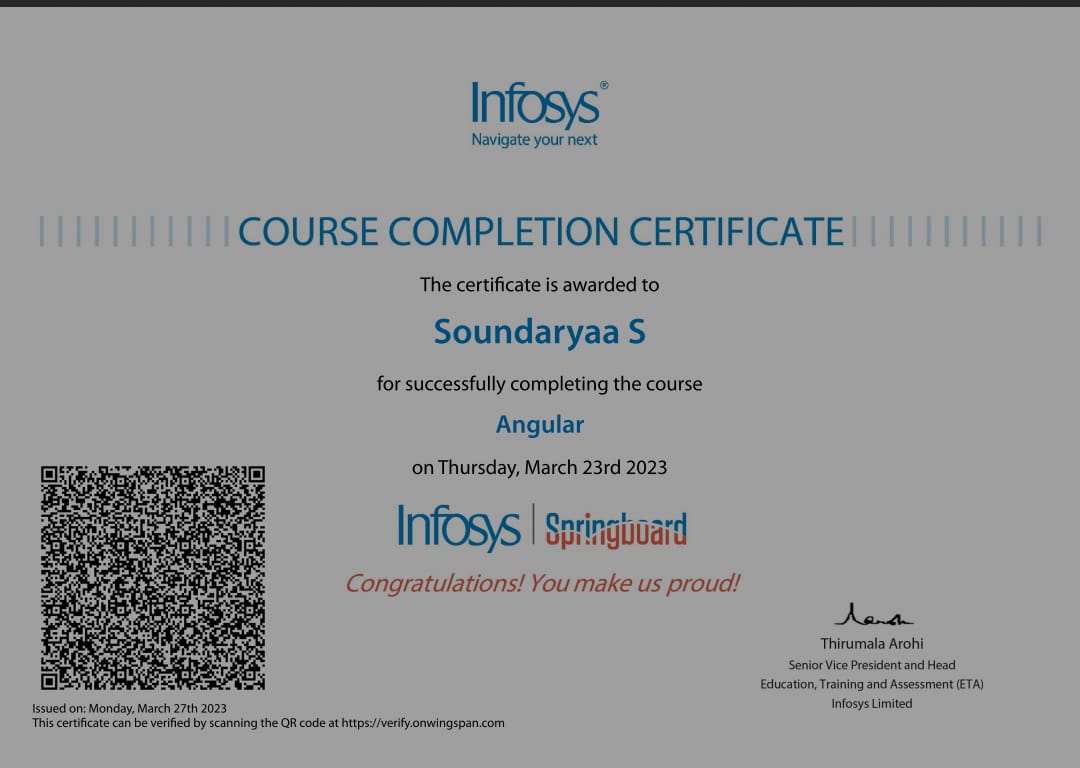 Infosys®
Navigate your next
COURSE COMPLETION CERTIFICATE
The certificate is awarded to
Soundaryaa S
for successfully completing the course
Angular
on Thursday, March 23rd 2023
Infosys | Springboard
Congratulations! You make us proud!
Thirumala Arohi
Senior Vice President and Head
Education, Training and Assessment (ETA)
Infosys Limited
Issued on: Monday, March 27th 2023
This certificate can be verified by scanning the QR code at https://verify.onwingspan.com